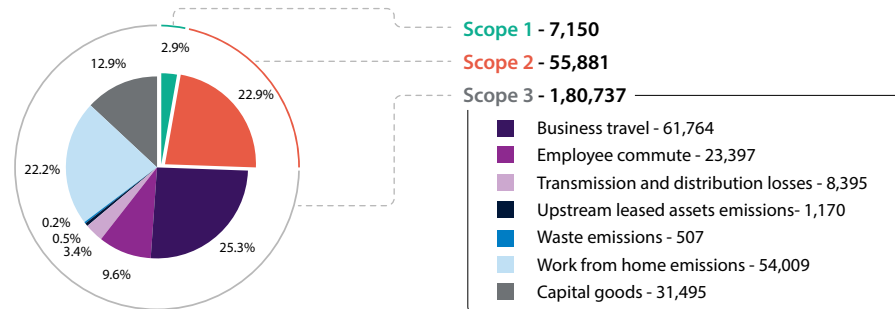 2.9%
22.9%
25.3%
9.6%
3.4%
0.5%
0.2%
22.2%
12.9%
Scope 1 - 7,150
Scope 2 - 55,881
Scope 3 - 1,80,737
Business travel - 61,764
Employee commute - 23,397
Transmission and distribution losses - 8,395
Upstream leased assets emissions- 1,170
Waste emissions - 507
Work from home emissions - 54,009
Capital goods - 31,495